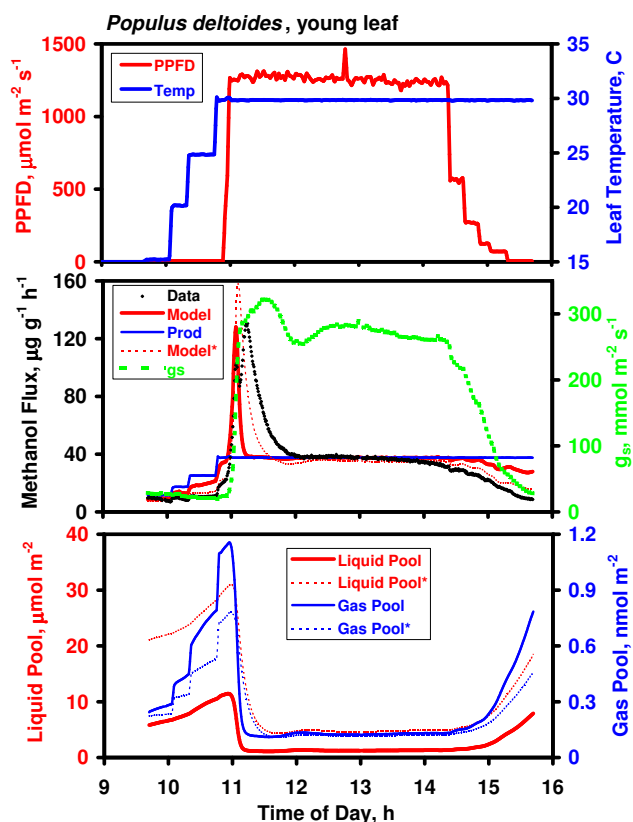 Populus deltoides, young leaf
PPFD, μmol m⁻² s⁻¹
1500
1000
500
0
PPFD
Temp
35
30
25
20
15
Leaf Temperature, C
Methanol Flux, μg g⁻¹ h⁻¹
160
120
80
40
0
Data
Model
Prod
Model*
gs
300
200
100
0
gₛ, mmol m⁻² s⁻¹
Liquid Pool, μmol m⁻²
40
30
20
10
0
Liquid Pool
Liquid Pool*
Gas Pool
Gas Pool*
1.2
0.9
0.6
0.3
0
Gas Pool, nmol m⁻²
9 10 11 12 13 14 15 16
Time of Day, h